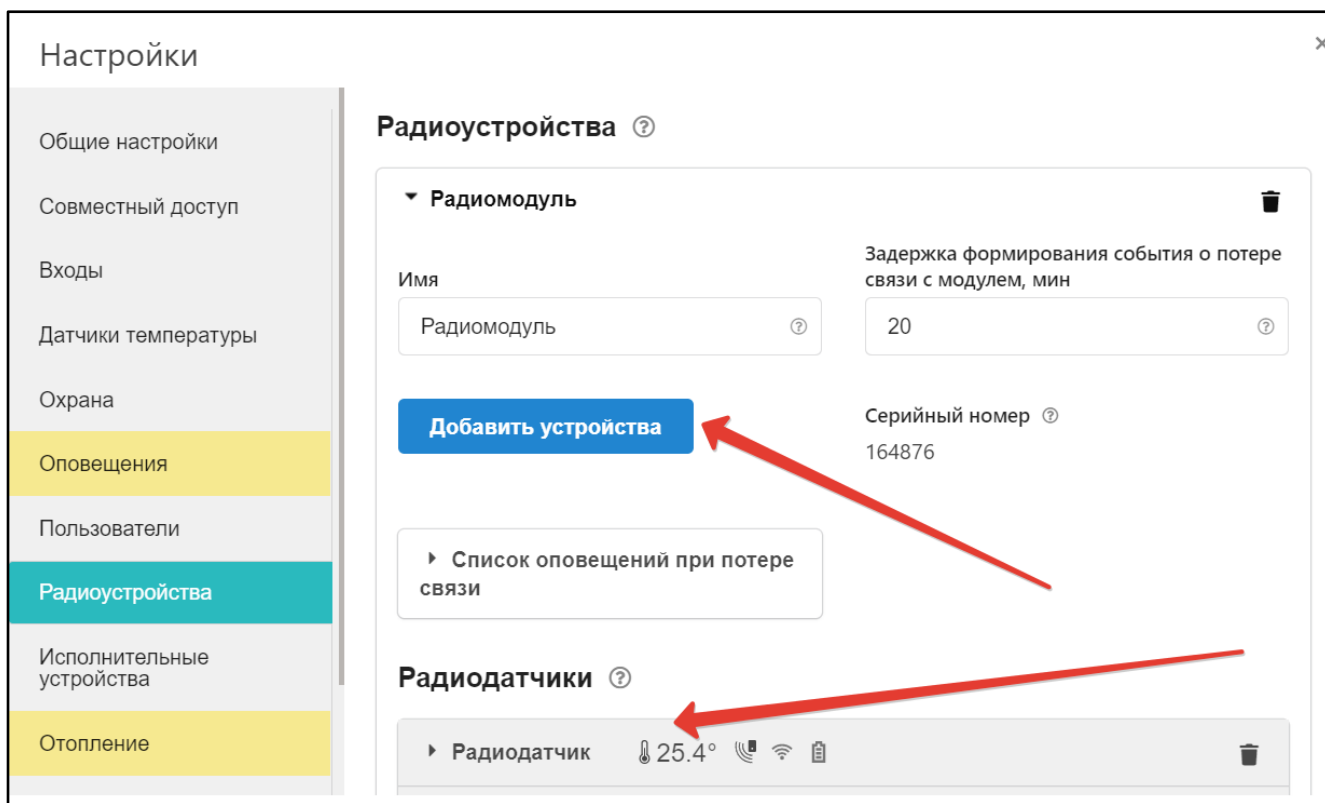 Настройки
Общие настройки
Совместный доступ
Входы
Датчики температуры
Охрана
Оповещения
Пользователи
Радиоустройства
Исполнительные
устройства
Отопление
Радиоустройства
Радиомодуль
Имя
Радиомодуль
Задержка формирования события о потере
связи с модулем, мин
20
Добавить устройства
Серийный номер
164876
Список оповещений при потере
связи
Радиодатчики
Радиодатчик 25.4°